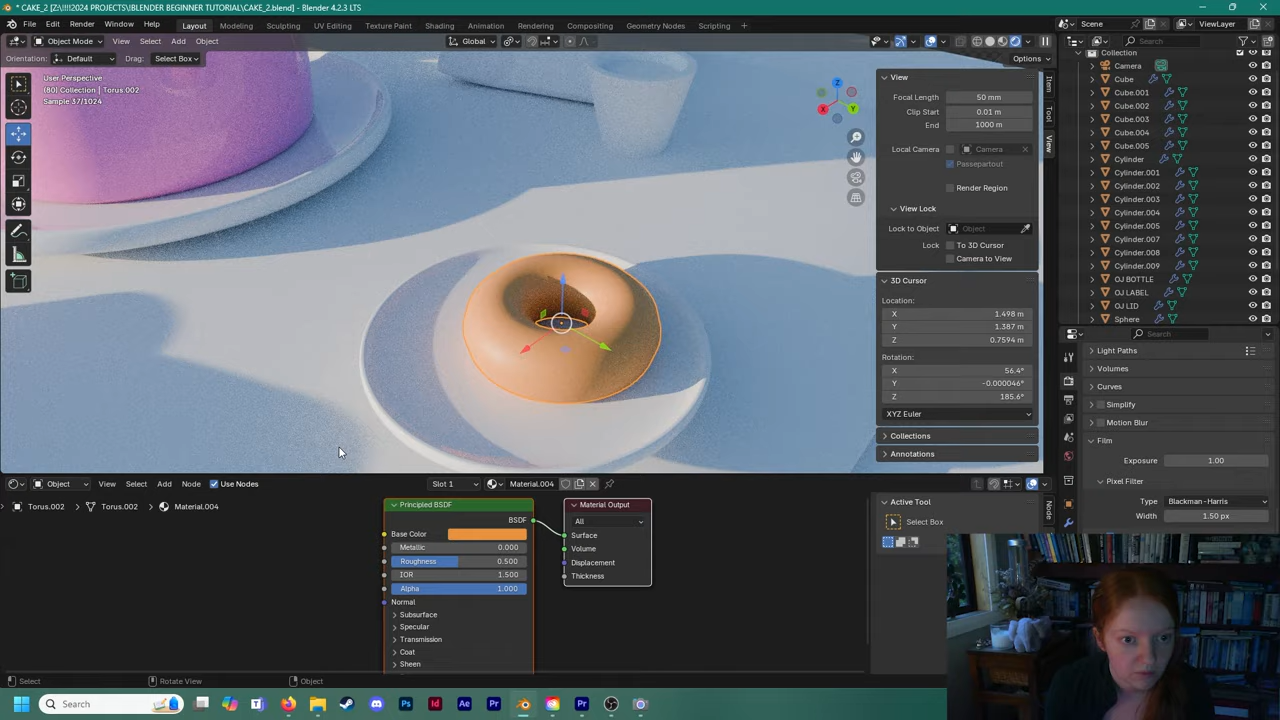 * CAKE_2 [Z:\!!!!2024 PROJECTS\BLENDER BEGINNER TUTORIAL\CAKE_2.blend] - Blender 4.2.3 LTS
File Edit Render Window Help Layout Modeling Sculpting UV Editing Texture Paint Shading Animation Rendering Compositing Geometry Nodes Scripting + Scene ViewLayer
Object Mode View Select Add Object Global Search
Orientation: Default Drag: Select Box Options
User Perspective
(80) Collection | Torus.002
Sample 37/1024
X Y Z
View
Focal Length 50 mm
Clip Start 0.01 m
End 1000 m
Local Camera Camera
Passepartout
Render Region
View Lock
Lock to Object Object
Lock To 3D Cursor
Camera to View
3D Cursor
Location:
X 1.498 m
Y 1.387 m
Z 0.7594 m
Rotation:
X 56.4°
Y -0.000046°
Z 185.6°
XYZ Euler
Collections
Annotations
Item
Tool
View
Collection
Camera
Cube
Cube.001
Cube.002
Cube.003
Cube.004
Cube.005
Cylinder
Cylinder.001
Cylinder.002
Cylinder.003
Cylinder.004
Cylinder.005
Cylinder.007
Cylinder.008
Cylinder.009
OJ BOTTLE
OJ LABEL
OJ LID
Sphere
Search
Light Paths
Volumes
Curves
Simplify
Motion Blur
Film
Exposure 1.00
Pixel Filter
Type Blackman-Harris
Width 1.50 px
Object View Select Add Node Use Nodes Slot 1 Material.004
Torus.002 > Torus.002 > Material.004
Principled BSDF
BSDF
Base Color
Metallic 0.000
Roughness 0.500
IOR 1.500
Alpha 1.000
Normal
Subsurface
Specular
Transmission
Coat
Sheen
Material Output
All
Surface
Volume
Displacement
Thickness
Active Tool
Select Box
Node
Select Rotate View Object
Search